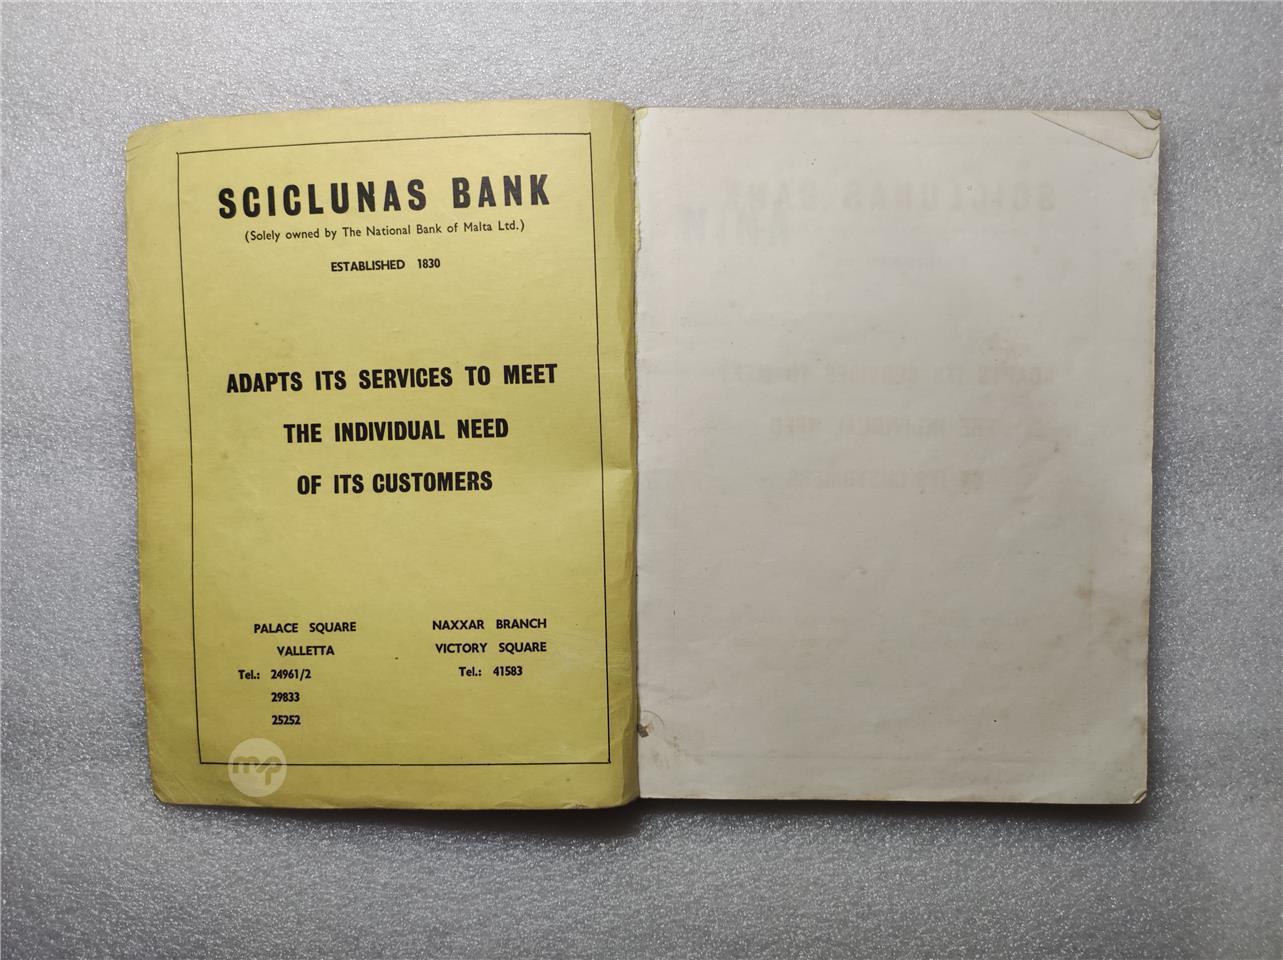 SCICLUNAS BANK
(Solely owned by The National Bank of Malta Ltd.)
ESTABLISHED 1830
ADAPTS ITS SERVICES TO MEET
THE INDIVIDUAL NEED
OF ITS CUSTOMERS
PALACE SQUARE
VALLETTA
Tel.: 24961/2
29833
25252
NAXXAR BRANCH
VICTORY SQUARE
Tel.: 41583
mp